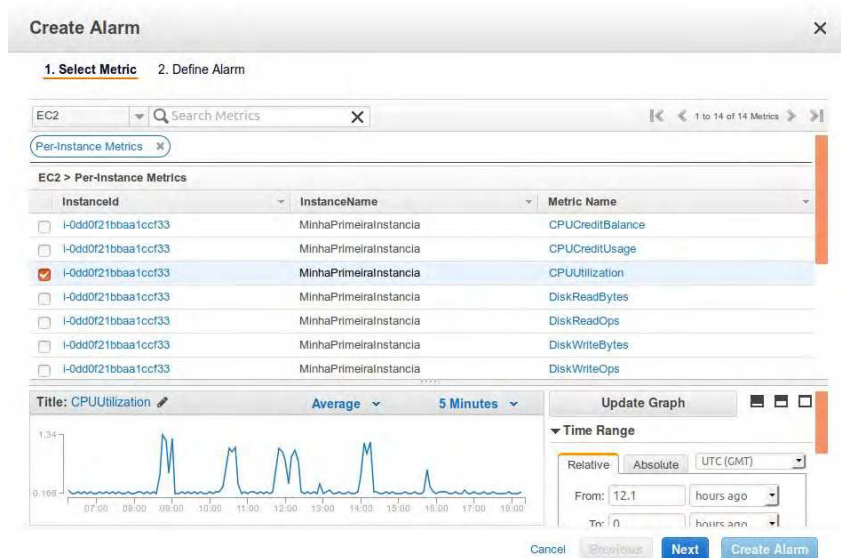 Create Alarm
1. Select Metric 2. Define Alarm
EC2 Search Metrics 1 to 14 of 14 Metrics
Per-Instance Metrics
EC2 > Per-Instance Metrics
InstanceId InstanceName Metric Name
i-0dd0f21bbaa1ccf33 MinhaPrimeiraInstancia CPUCreditBalance
i-0dd0f21bbaa1ccf33 MinhaPrimeiraInstancia CPUCreditUsage
i-0dd0f21bbaa1ccf33 MinhaPrimeiraInstancia CPUUtilization
i-0dd0f21bbaa1ccf33 MinhaPrimeiraInstancia DiskReadBytes
i-0dd0f21bbaa1ccf33 MinhaPrimeiraInstancia DiskReadOps
i-0dd0f21bbaa1ccf33 MinhaPrimeiraInstancia DiskWriteBytes
i-0dd0f21bbaa1ccf33 MinhaPrimeiraInstancia DiskWriteOps
Title: CPUUtilization Average 5 Minutes Update Graph
Time Range
1.34
Relative Absolute UTC (GMT)
0.166
From: 12.1 hours ago
07:00 08:00 09:00 10:00 11:00 12:00 13:00 14:00 15:00 16:00 17:00 18:00
To: 0 hours ago
Cancel Previous Next Create Alarm